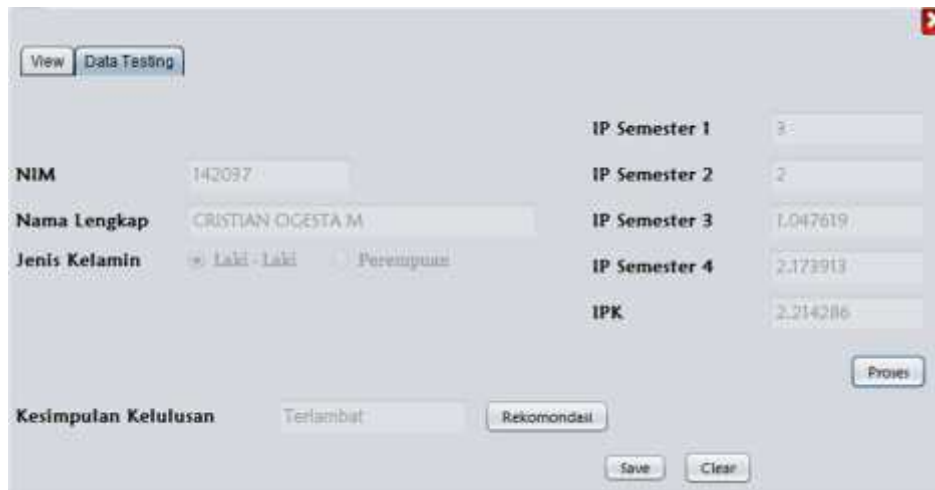 View Data Testing
IP Semester 1 3
NIM 142097 IP Semester 2 2
Nama Lengkap CRISTIAN OGESTA M IP Semester 3 1.047619
Jenis Kelamin Laki - Laki Perempuan IP Semester 4 2.173913
IPK 2.214286
Proses
Kesimpulan Kelulusan Terlambat Rekomondasi
Save Clear